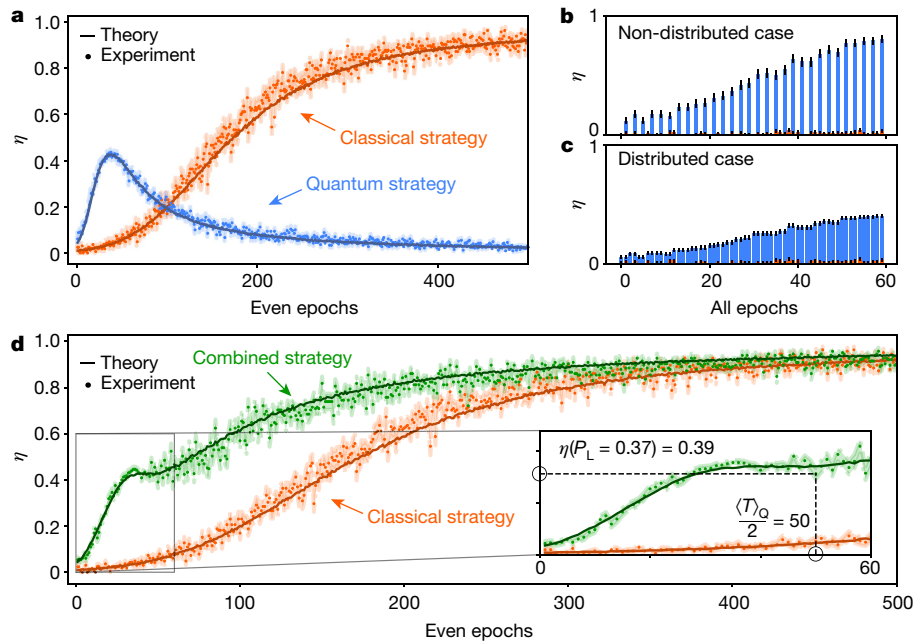 a
1.0
0.8
0.6
0.4
0.2
0
η
Theory
Experiment
Classical strategy
Quantum strategy
0
200
400
Even epochs
b
1
Non-distributed case
η
0
c
1
Distributed case
η
0
0
20
40
60
All epochs
d
1.0
0.8
0.6
0.4
0.2
0
η
Theory
Experiment
Combined strategy
Classical strategy
η(P_L = 0.37) = 0.39
⟨T⟩_Q
2
= 50
0
60
0
100
200
300
400
500
Even epochs